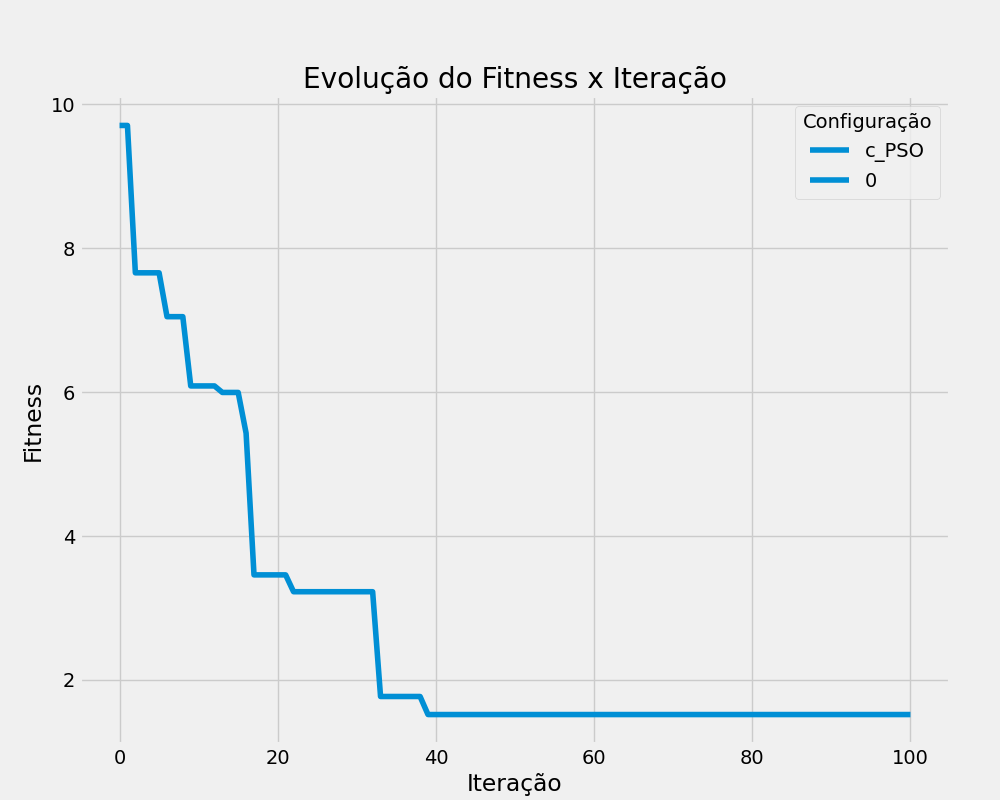 Evolução do Fitness x Iteração
10
8
6
4
2
Fitness
Configuração
c_PSO
0
0 20 40 60 80 100
Iteração